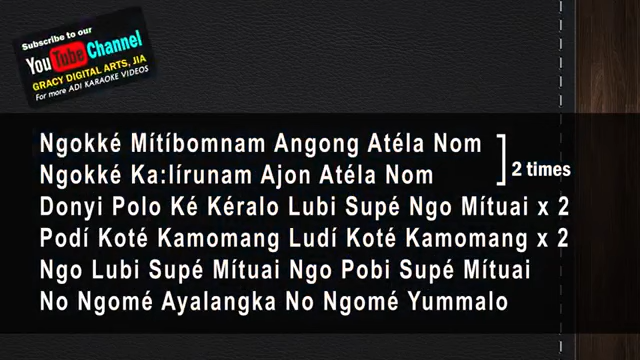 Subscribe to our
YouTube Channel
GRACY DIGITAL ARTS, JIA
For more ADI KARAOKE VIDEOS
Ngokké Mítíbomnam Angong Atéla Nom
Ngokké Ka:lírunam Ajon Atéla Nom
2 times
Donyi Polo Ké Kéralo Lubi Supé Ngo Mítuai x 2
Podí Koté Kamomang Ludí Koté Kamomang x 2
Ngo Lubi Supé Mítuai Ngo Pobi Supé Mítuai
No Ngomé Ayalangka No Ngomé Yummalo